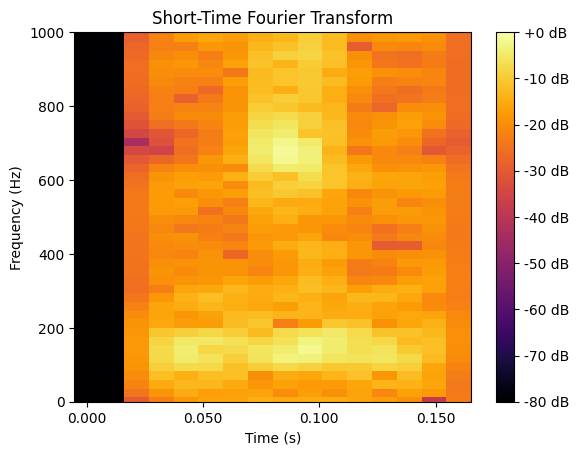 Short-Time Fourier Transform
1000
800
600
400
200
0
Frequency (Hz)
0.000
0.050
0.100
0.150
Time (s)
+0 dB
-10 dB
-20 dB
-30 dB
-40 dB
-50 dB
-60 dB
-70 dB
-80 dB